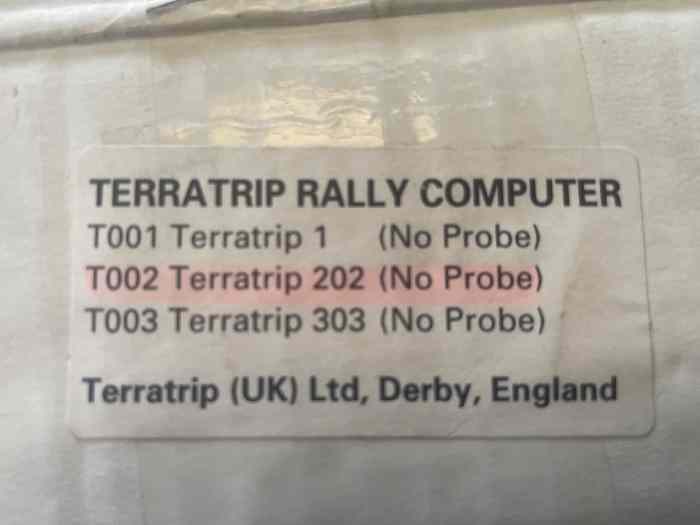 TERRATRIP RALLY COMPUTER
T001 Terratrip 1 (No Probe)
T002 Terratrip 202 (No Probe)
T003 Terratrip 303 (No Probe)
Terratrip (UK) Ltd, Derby, England